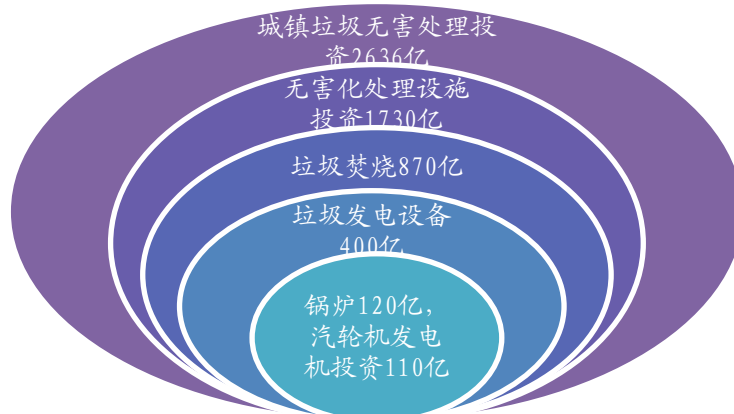 城镇垃圾无害处理投
资2636亿
无害化处理设施
投资1730亿
垃圾焚烧870亿
垃圾发电设备
400亿
锅炉120亿,
汽轮机发电
机投资110亿